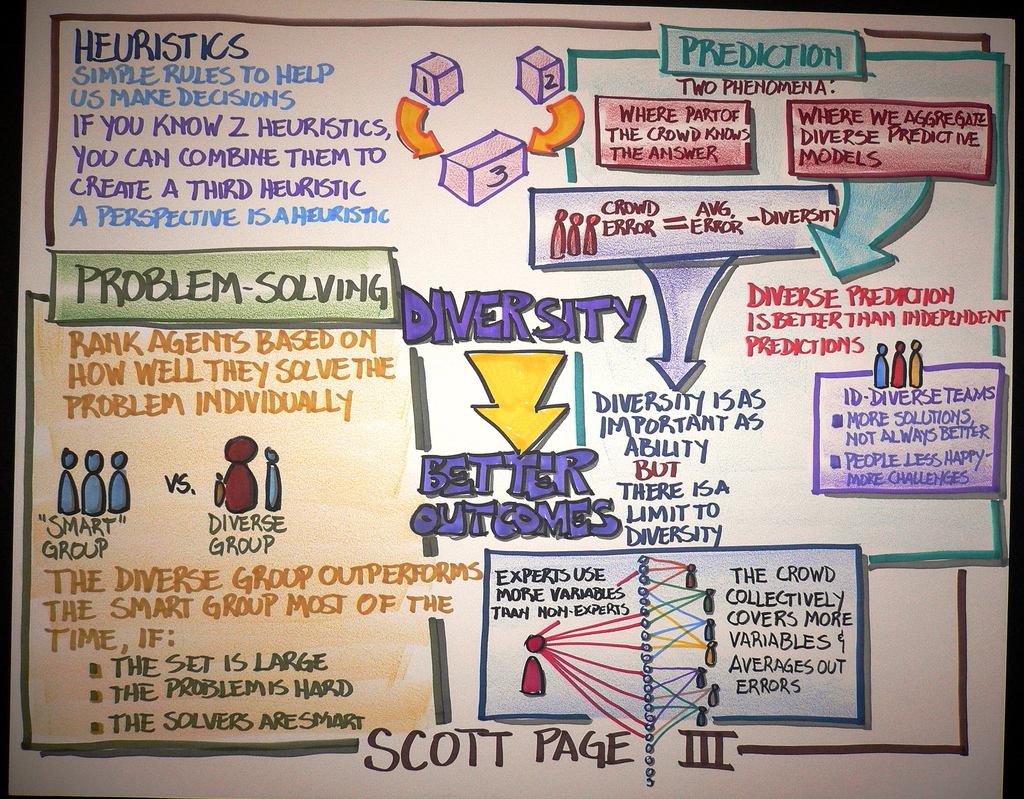 HEURISTICS
SIMPLE RULES TO HELP
US MAKE DECISIONS
IF YOU KNOW 2 HEURISTICS,
YOU CAN COMBINE THEM TO
CREATE A THIRD HEURISTIC
A PERSPECTIVE IS A HEURISTIC
1
2
3
PREDICTION
TWO PHENOMENA:
WHERE PART OF
THE CROWD KNOWS
THE ANSWER
WHERE WE AGGREGATE
DIVERSE PREDICTIVE
MODELS
CROWD
ERROR = AVG.
ERROR - DIVERSITY
DIVERSE PREDICTION
IS BETTER THAN INDEPENDENT
PREDICTIONS
ID-DIVERSE TEAMS
MORE SOLUTIONS,
NOT ALWAYS BETTER
PEOPLE LESS HAPPY-
MORE CHALLENGES
PROBLEM-SOLVING
RANK AGENTS BASED ON
HOW WELL THEY SOLVE THE
PROBLEM INDIVIDUALLY
VS.
"SMART"
GROUP
DIVERSE
GROUP
THE DIVERSE GROUP OUTPERFORMS
THE SMART GROUP MOST OF THE
TIME, IF:
THE SET IS LARGE
THE PROBLEM IS HARD
THE SOLVERS ARE SMART
DIVERSITY
BETTER
OUTCOMES
DIVERSITY IS AS
IMPORTANT AS
ABILITY
BUT
THERE IS A
LIMIT TO
DIVERSITY
EXPERTS USE
MORE VARIABLES
THAN NON-EXPERTS
THE CROWD
COLLECTIVELY
COVERS MORE
VARIABLES &
AVERAGES OUT
ERRORS
SCOTT PAGE III